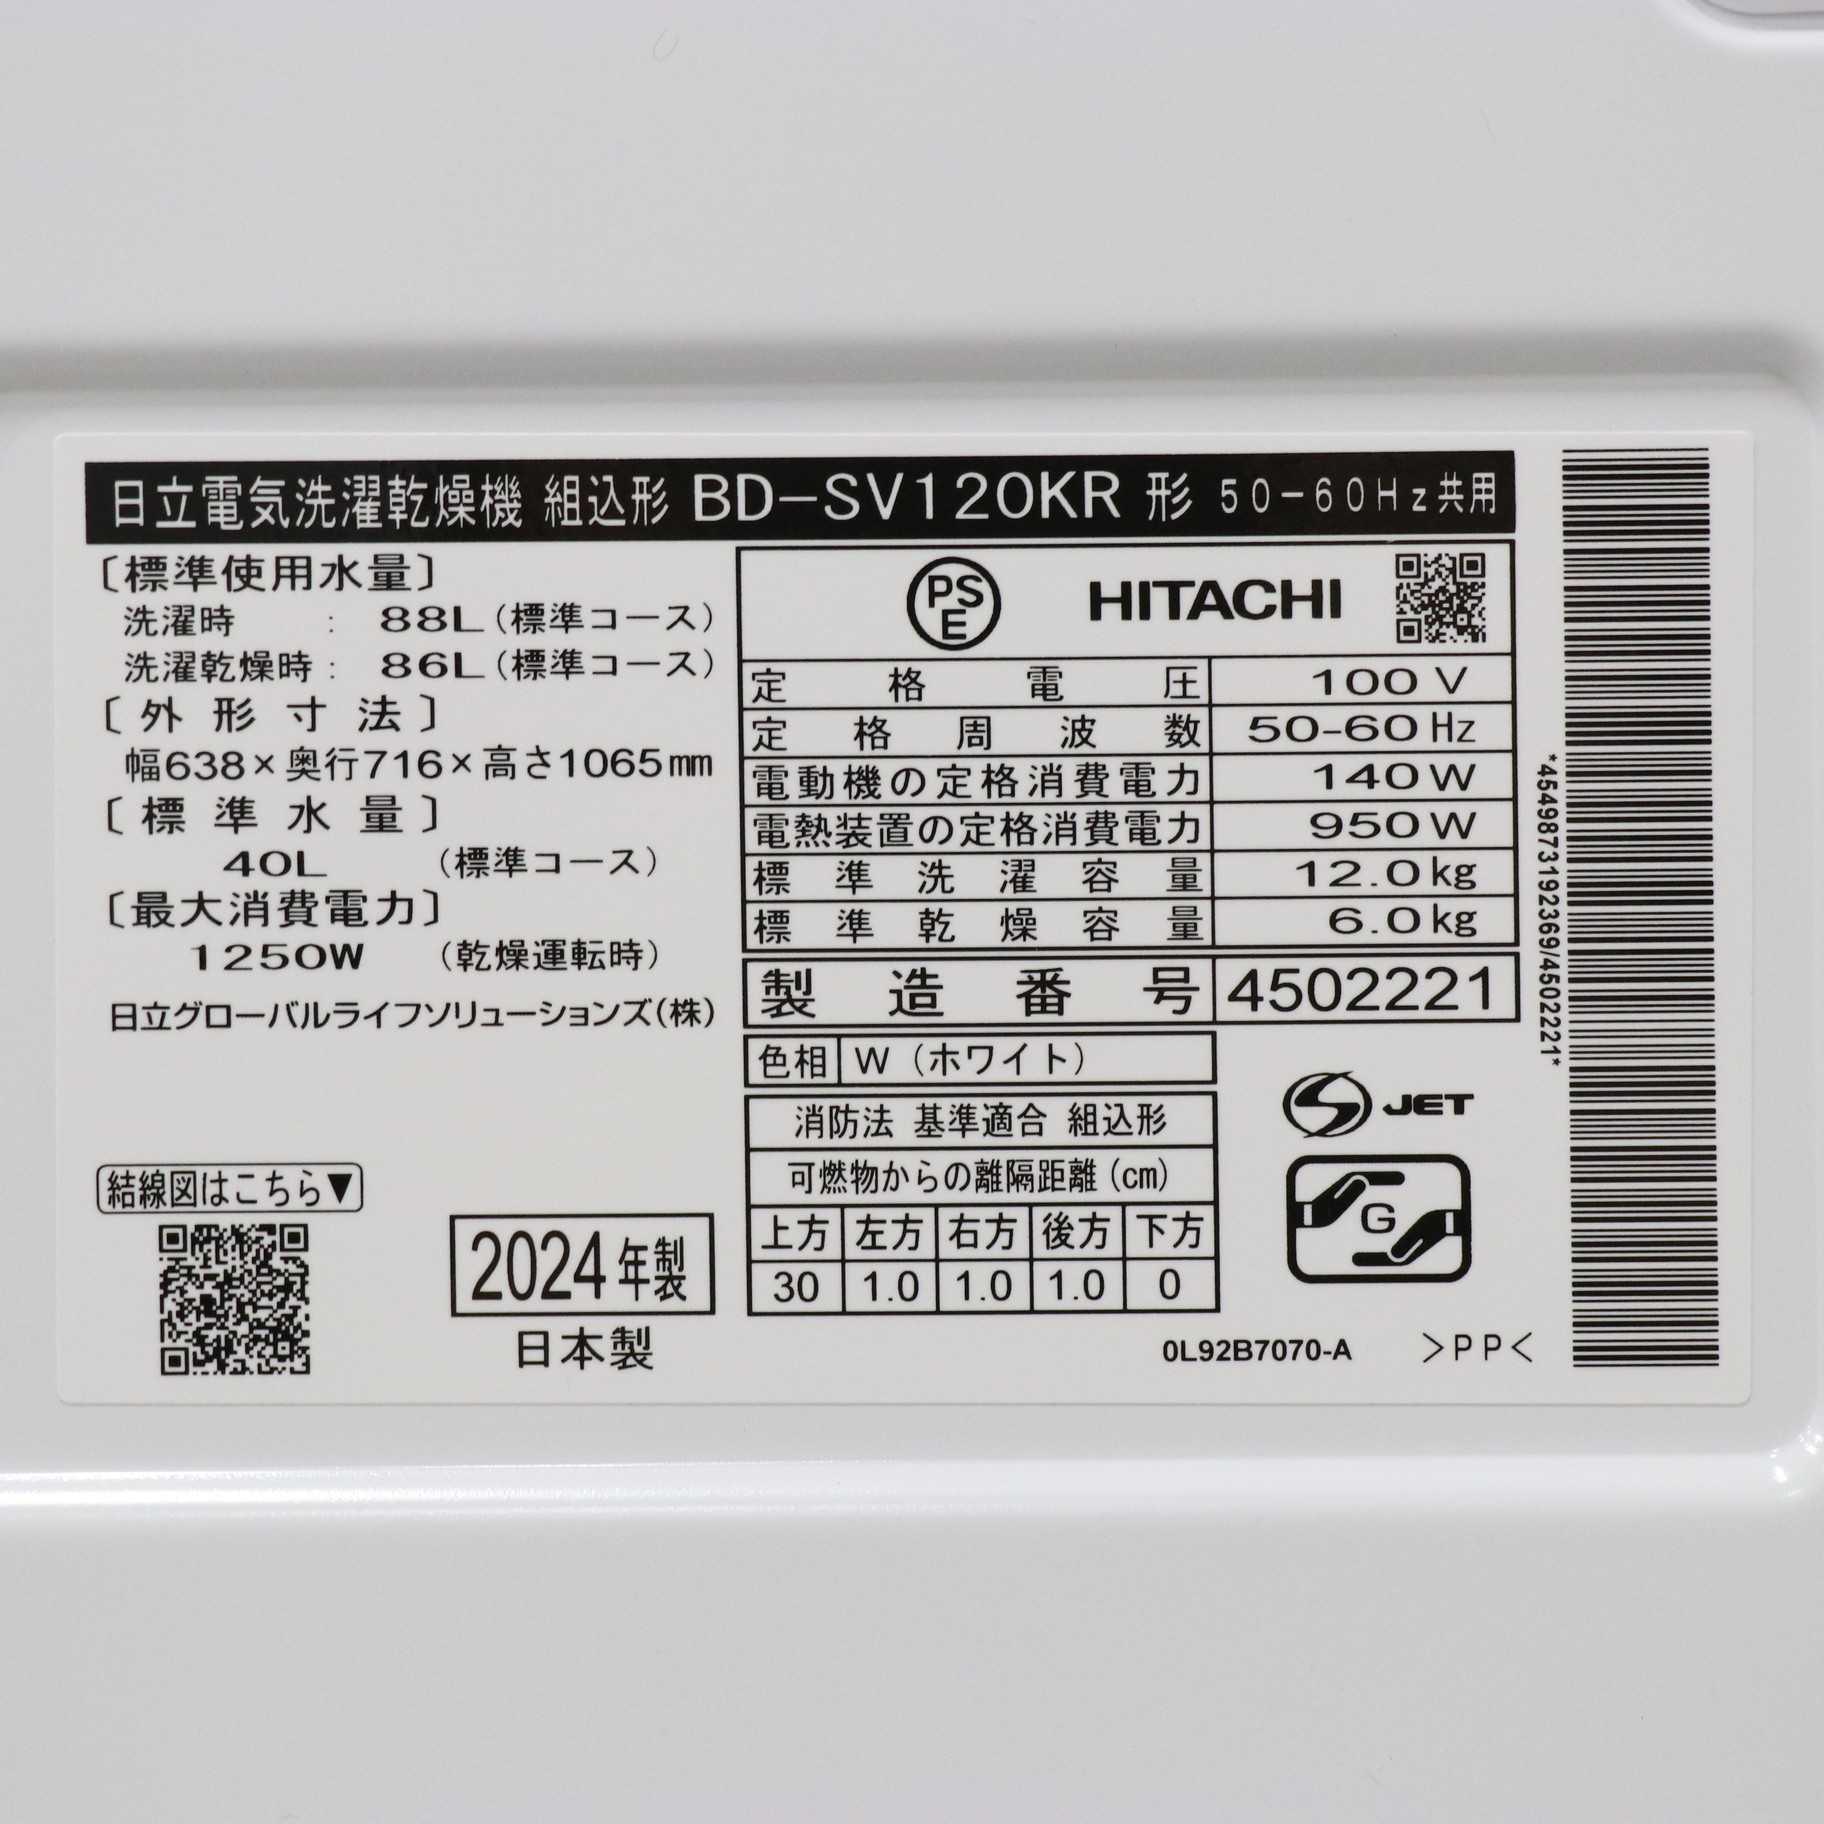 日立電気洗濯乾燥機 組込形 BD-SV120KR 形 50-60Hz共用
〔標準使用水量〕
洗濯時 : 88L(標準コース)
洗濯乾燥時: 86L(標準コース)
〔外形寸法〕
幅638×奥行716×高さ1065mm
〔標準水量〕
40L (標準コース)
〔最大消費電力〕
1250W (乾燥運転時)
日立グローバルライフソリューションズ(株)
結線図はこちら▼
2024年製
日本製
PSE HITACHI
定格電圧 100V
定格周波数 50-60Hz
電動機の定格消費電力 140W
電熱装置の定格消費電力 950W
標準洗濯容量 12.0kg
標準乾燥容量 6.0kg
製造番号 4502221
色相 W(ホワイト)
消防法 基準適合 組込形
可燃物からの離隔距離(cm)
上方 左方 右方 後方 下方
30 1.0 1.0 1.0 0
S JET
G
0L92B7070-A >PP<
*4549873192369/4502221*